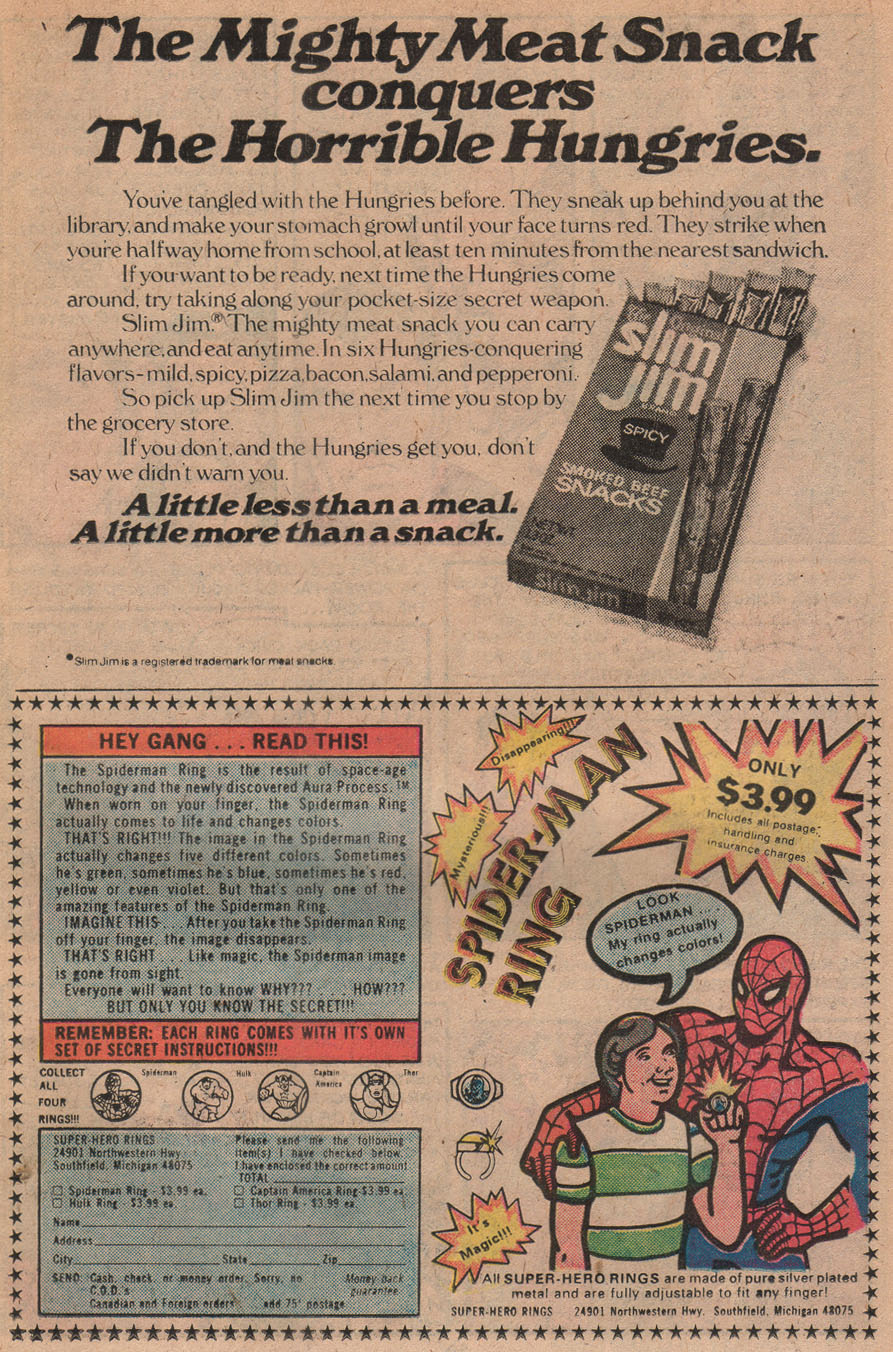 The Mighty Meat Snack
conquers
The Horrible Hungries.
You've tangled with the Hungries before. They sneak up behind you at the
library, and make your stomach growl until your face turns red. They strike when
you're halfway home from school, at least ten minutes from the nearest sandwich.
If you want to be ready, next time the Hungries come
around, try taking along your pocket-size secret weapon.
Slim Jim.® The mighty meat snack you can carry
anywhere, and eat anytime. In six Hungries-conquering
flavors- mild, spicy, pizza, bacon, salami, and pepperoni.
So pick up Slim Jim the next time you stop by
the grocery store.
If you don't, and the Hungries get you, don't
say we didn't warn you.
A little less than a meal.
A little more than a snack.
slim
jim
SPICY
SMOKED BEEF
SNACKS
NET WT.
Slim Jim
Slim Jim is a registered trademark for meat snacks.
HEY GANG . . . READ THIS!
The Spiderman Ring is the result of space-age
technology and the newly discovered Aura Process.™
When worn on your finger, the Spiderman Ring
actually comes to life and changes colors.
THAT'S RIGHT!!! The image in the Spiderman Ring
actually changes five different colors. Sometimes
he's green, sometimes he's blue, sometimes he's red,
yellow or even violet. But that's only one of the
amazing features of the Spiderman Ring.
IMAGINE THIS . . . After you take the Spiderman Ring
off your finger, the image disappears.
THAT'S RIGHT . . . Like magic, the Spiderman image
is gone from sight.
Everyone will want to know WHY??? . . . HOW???
BUT ONLY YOU KNOW THE SECRET!!!
REMEMBER: EACH RING COMES WITH IT'S OWN
SET OF SECRET INSTRUCTIONS!!!
COLLECT
ALL
FOUR
RINGS!!!
Spiderman
Hulk
Captain
America
Thor
SUPER-HERO RINGS
24901 Northwestern Hwy.
Southfield, Michigan 48075
Please send me the following
item(s) I have checked below.
I have enclosed the correct amount
TOTAL
☐ Spiderman Ring - $3.99 ea.
☐ Hulk Ring - $3.99 ea.
☐ Captain America Ring-$3.99 ea.
☐ Thor Ring - $3.99 ea.
Name
Address
City State Zip
SEND: Cash, check, or money order. Sorry, no
C.O.D.'s
Canadian and Foreign orders add 75¢ postage
Money back
guarantee
Disappearing!!!
Mysterious!!!
SPIDER-MAN
RING
ONLY
$3.99
Includes all postage,
handling and
insurance charges
LOOK
SPIDERMAN . . .
My ring actually
changes colors!
It's
Magic!!!
All SUPER-HERO RINGS are made of pure silver plated
metal and are fully adjustable to fit any finger!
SUPER-HERO RINGS 24901 Northwestern Hwy. Southfield, Michigan 48075